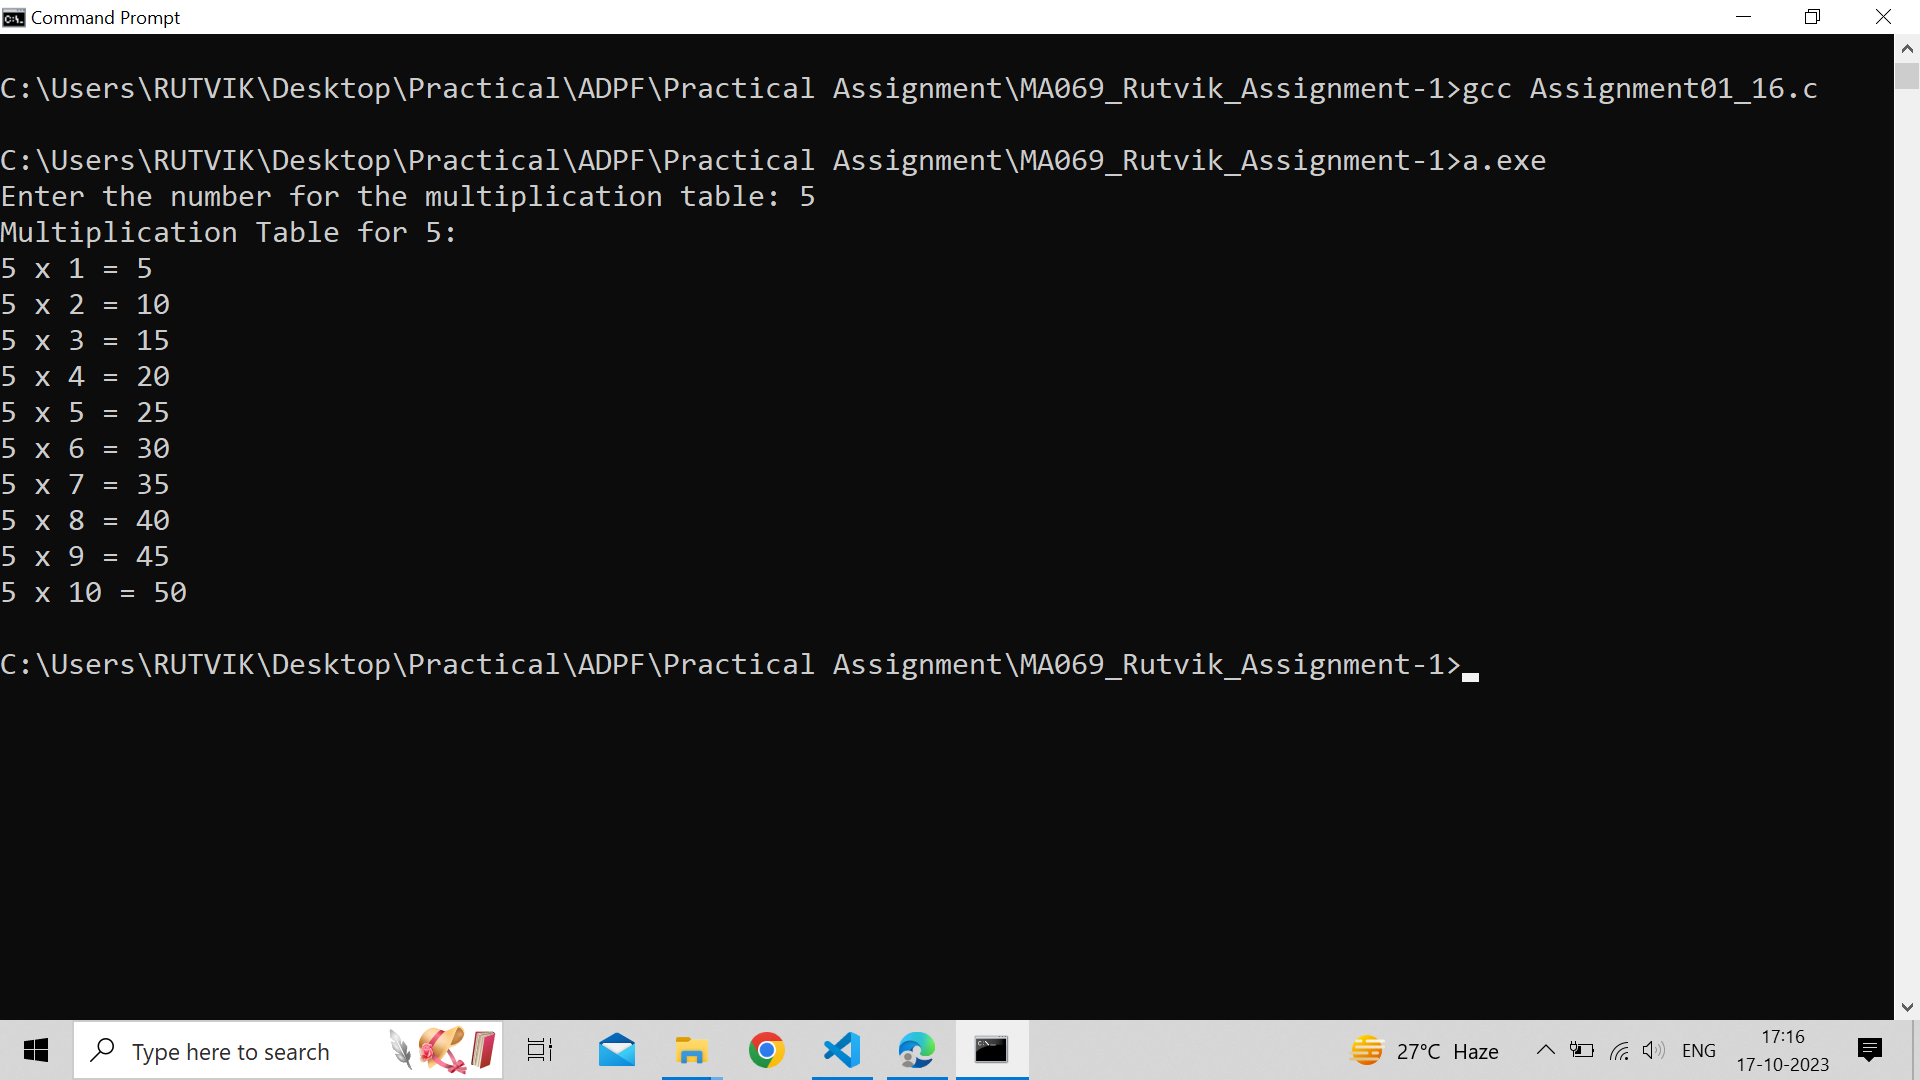 Command Prompt
C:\Users\RUTVIK\Desktop\Practical\ADPF\Practical Assignment\MA069_Rutvik_Assignment-1>gcc Assignment01_16.c
C:\Users\RUTVIK\Desktop\Practical\ADPF\Practical Assignment\MA069_Rutvik_Assignment-1>a.exe
Enter the number for the multiplication table: 5
Multiplication Table for 5:
5 x 1 = 5
5 x 2 = 10
5 x 3 = 15
5 x 4 = 20
5 x 5 = 25
5 x 6 = 30
5 x 7 = 35
5 x 8 = 40
5 x 9 = 45
5 x 10 = 50
C:\Users\RUTVIK\Desktop\Practical\ADPF\Practical Assignment\MA069_Rutvik_Assignment-1>
Type here to search
27°C Haze
ENG
17:16
17-10-2023